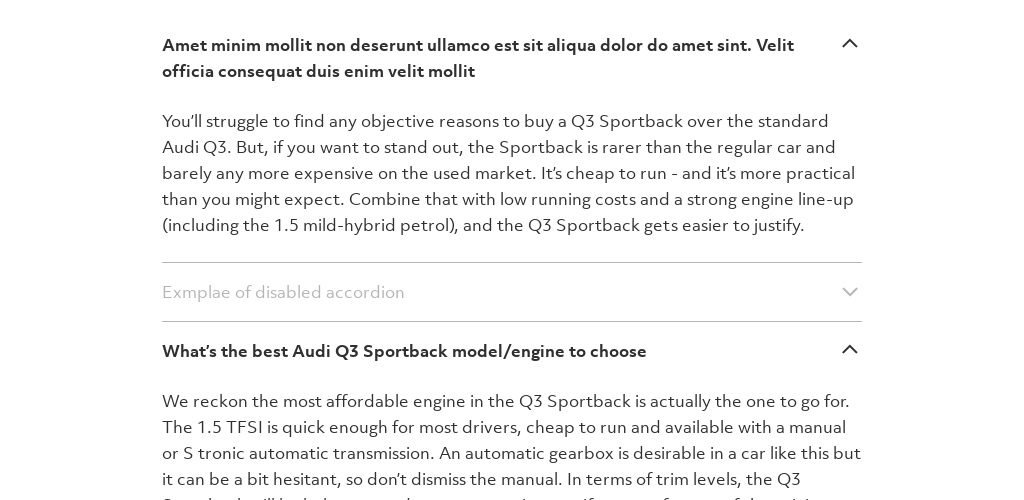 Amet minim mollit non deserunt ullamco est sit aliqua dolor do amet sint. Velit
officia consequat duis enim velit mollit
You’ll struggle to find any objective reasons to buy a Q3 Sportback over the standard
Audi Q3. But, if you want to stand out, the Sportback is rarer than the regular car and
barely any more expensive on the used market. It’s cheap to run - and it’s more practical
than you might expect. Combine that with low running costs and a strong engine line-up
(including the 1.5 mild-hybrid petrol), and the Q3 Sportback gets easier to justify.
Exmplae of disabled accordion
What’s the best Audi Q3 Sportback model/engine to choose
We reckon the most affordable engine in the Q3 Sportback is actually the one to go for.
The 1.5 TFSI is quick enough for most drivers, cheap to run and available with a manual
or S tronic automatic transmission. An automatic gearbox is desirable in a car like this but
it can be a bit hesitant, so don’t dismiss the manual. In terms of trim levels, the Q3